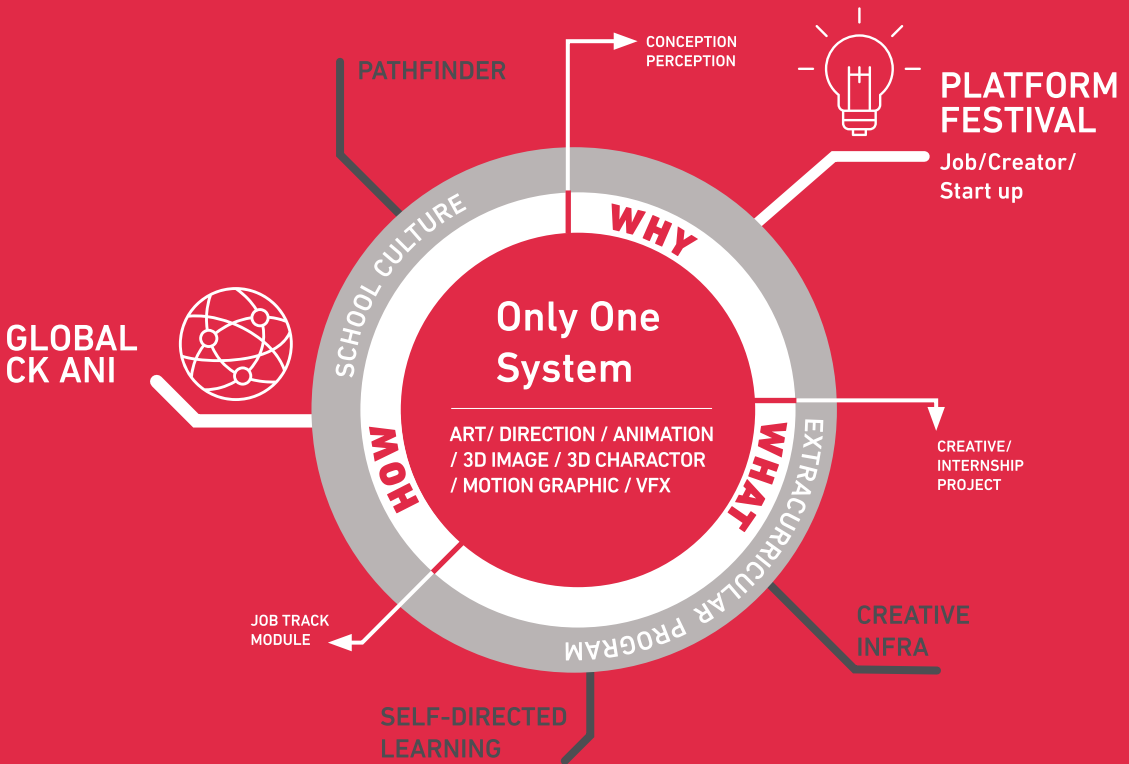 PATHFINDER
CONCEPTION
PERCEPTION
PLATFORM
FESTIVAL
Job/Creator/
Start up
SCHOOL CULTURE
WHY
GLOBAL
CK ANI
Only One
System
ART/ DIRECTION / ANIMATION
/ 3D IMAGE / 3D CHARACTOR
/ MOTION GRAPHIC / VFX
HOW
WHAT
EXTRACURRICULAR PROGRAM
CREATIVE/
INTERNSHIP
PROJECT
JOB TRACK
MODULE
CREATIVE
INFRA
SELF-DIRECTED
LEARNING